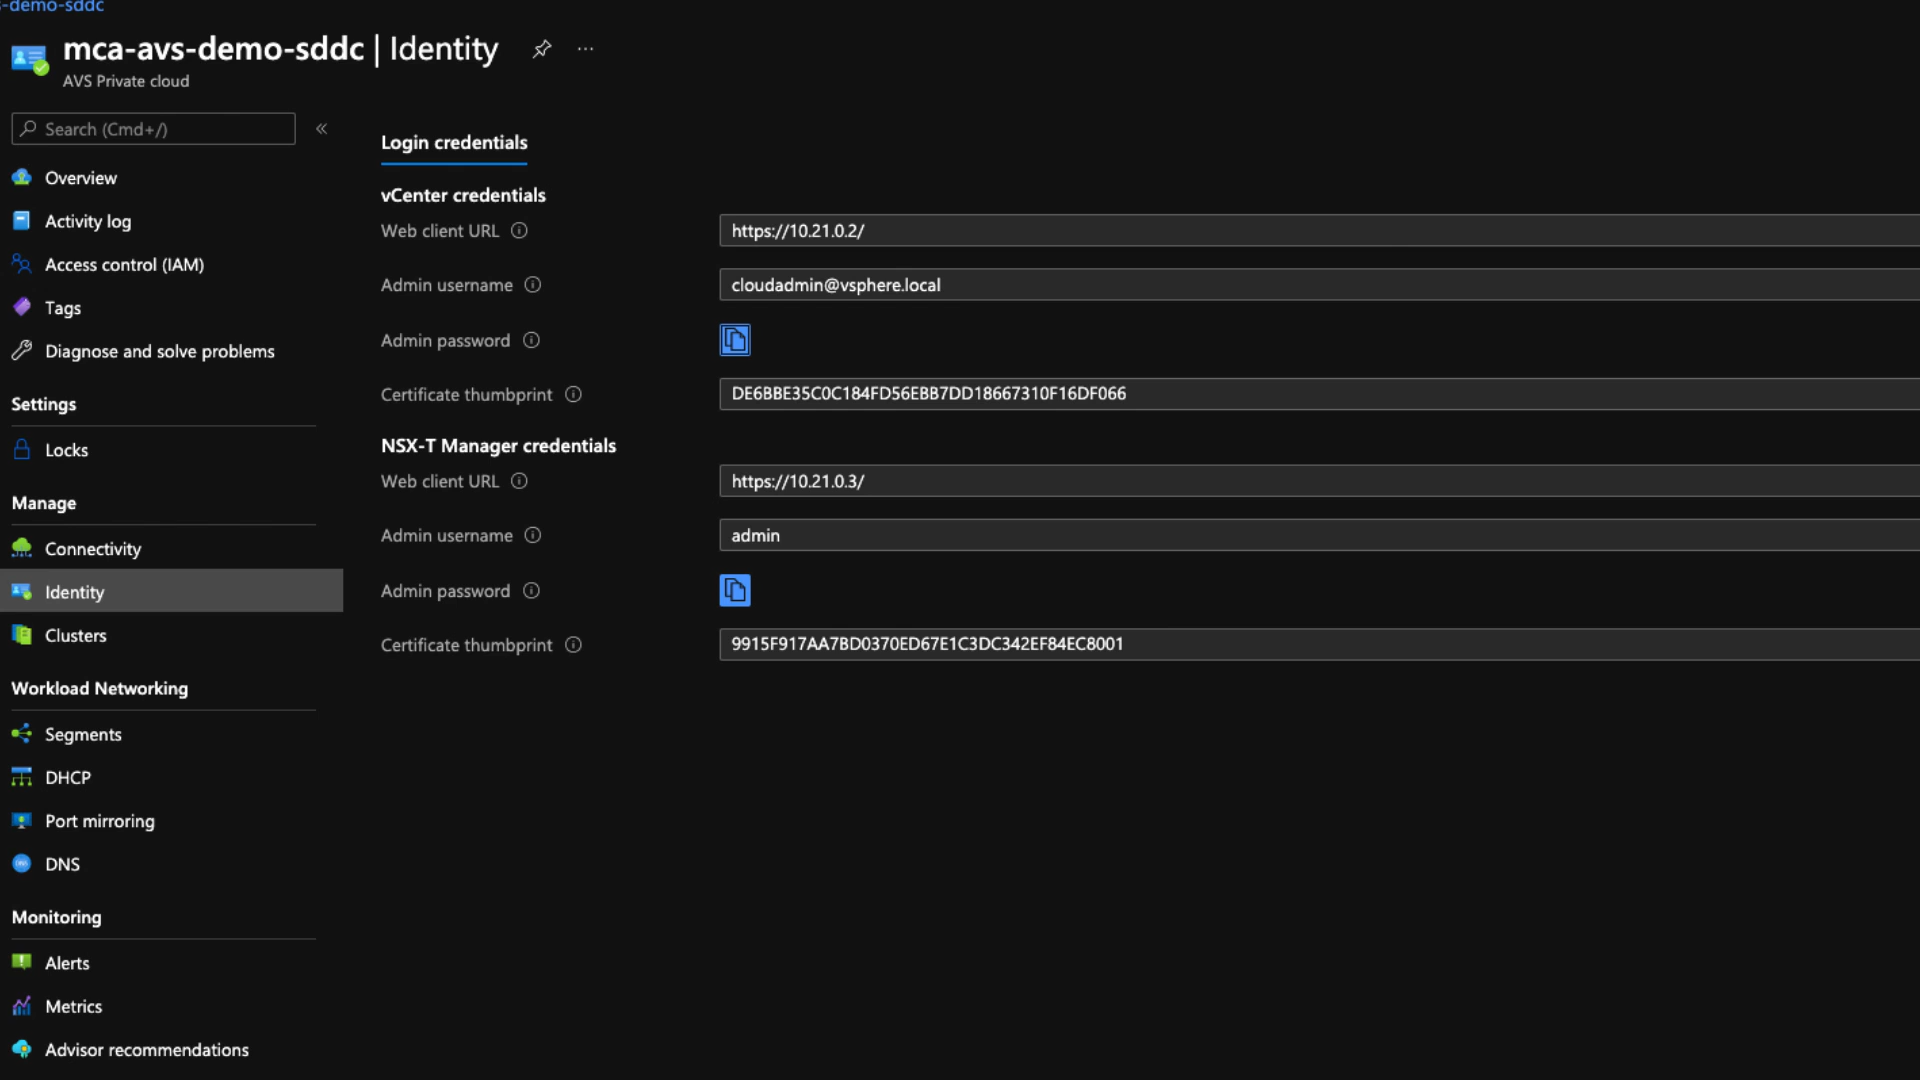 -demo-sddc
mca-avs-demo-sddc | Identity
AVS Private cloud
Search (Cmd+/)
Overview
Activity log
Access control (IAM)
Tags
Diagnose and solve problems
Settings
Locks
Manage
Connectivity
Identity
Clusters
Workload Networking
Segments
DHCP
Port mirroring
DNS
Monitoring
Alerts
Metrics
Advisor recommendations
Login credentials
vCenter credentials
Web client URL https://10.21.0.2/
Admin username cloudadmin@vsphere.local
Admin password
Certificate thumbprint DE6BBE35C0C184FD56EBB7DD18667310F16DF066
NSX-T Manager credentials
Web client URL https://10.21.0.3/
Admin username admin
Admin password
Certificate thumbprint 9915F917AA7BD0370ED67E1C3DC342EF84EC8001